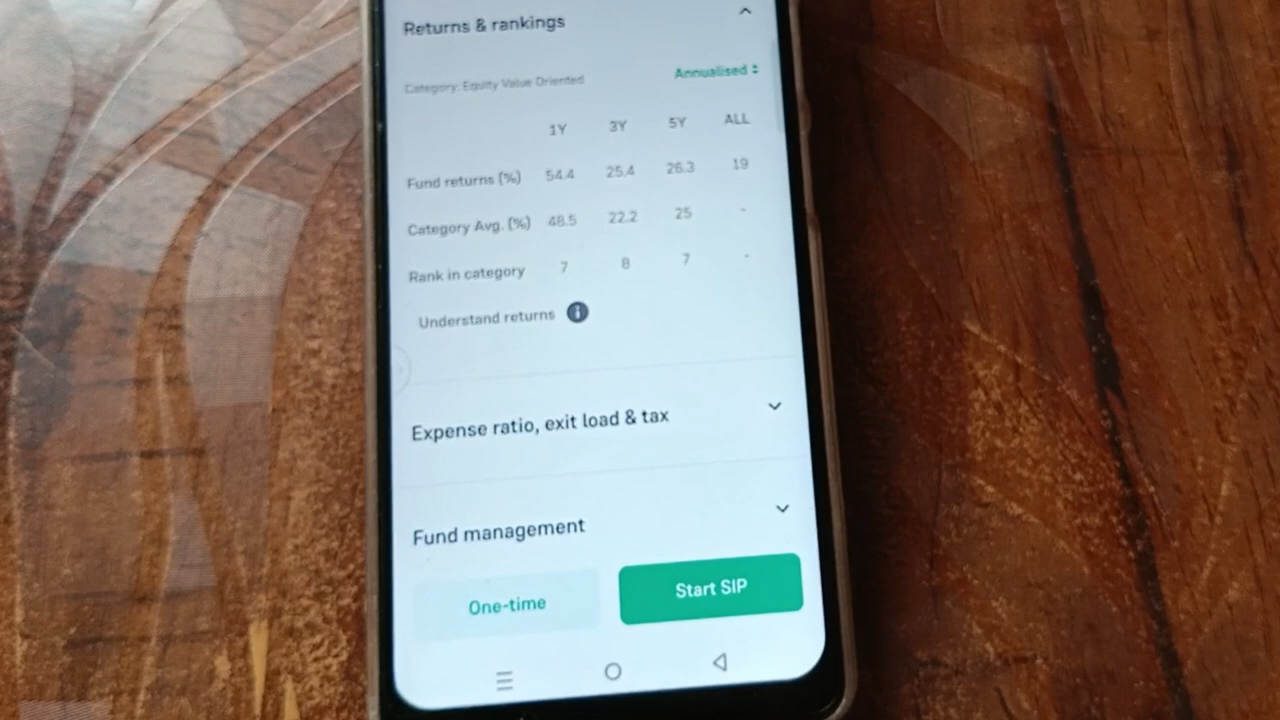 Returns & rankings
Category: Equity Value Oriented Annualised
1Y 3Y 5Y ALL
Fund returns (%) 54.4 25.4 26.3 19
Category Avg. (%) 48.5 22.2 25 -
Rank in category 7 8 7 -
Understand returns i
Expense ratio, exit load & tax
Fund management
One-time Start SIP